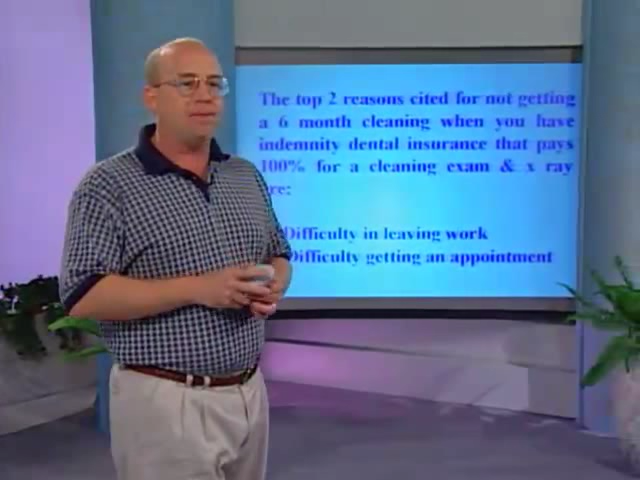 The top 2 reasons cited for not getting
a 6 month cleaning when you have
indemnity dental insurance that pays
100% for a cleaning exam & x ray
re:
Difficulty in leaving work
Difficulty getting an appointment